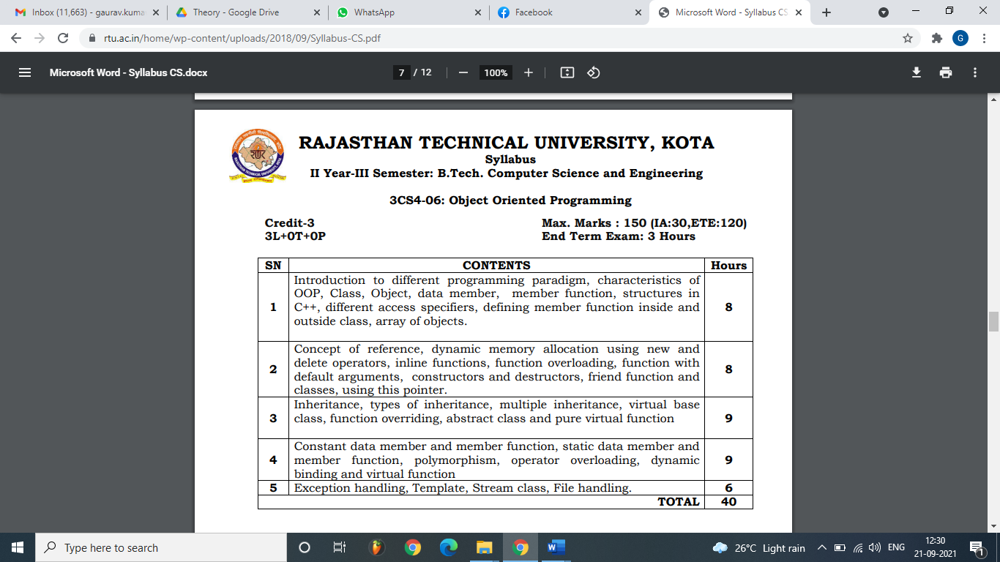 Inbox (11,663) - gaurav.kuma
Theory - Google Drive
WhatsApp
Facebook
Microsoft Word - Syllabus CS
rtu.ac.in/home/wp-content/uploads/2018/09/Syllabus-CS.pdf
G
Microsoft Word - Syllabus CS.docx
7 / 12
100%
RAJASTHAN TECHNICAL UNIVERSITY, KOTA
Syllabus
II Year-III Semester: B.Tech. Computer Science and Engineering
3CS4-06: Object Oriented Programming
Credit-3 Max. Marks : 150 (IA:30,ETE:120)
3L+0T+0P End Term Exam: 3 Hours
SN CONTENTS Hours
Introduction to different programming paradigm, characteristics of
OOP, Class, Object, data member, member function, structures in
1 C++, different access specifiers, defining member function inside and 8
outside class, array of objects.
Concept of reference, dynamic memory allocation using new and
delete operators, inline functions, function overloading, function with
2 default arguments, constructors and destructors, friend function and 8
classes, using this pointer.
Inheritance, types of inheritance, multiple inheritance, virtual base
3 class, function overriding, abstract class and pure virtual function 9
Constant data member and member function, static data member and
4 member function, polymorphism, operator overloading, dynamic 9
binding and virtual function
5 Exception handling, Template, Stream class, File handling. 6
TOTAL 40
Type here to search
26°C Light rain
ENG
12:30
21-09-2021
1